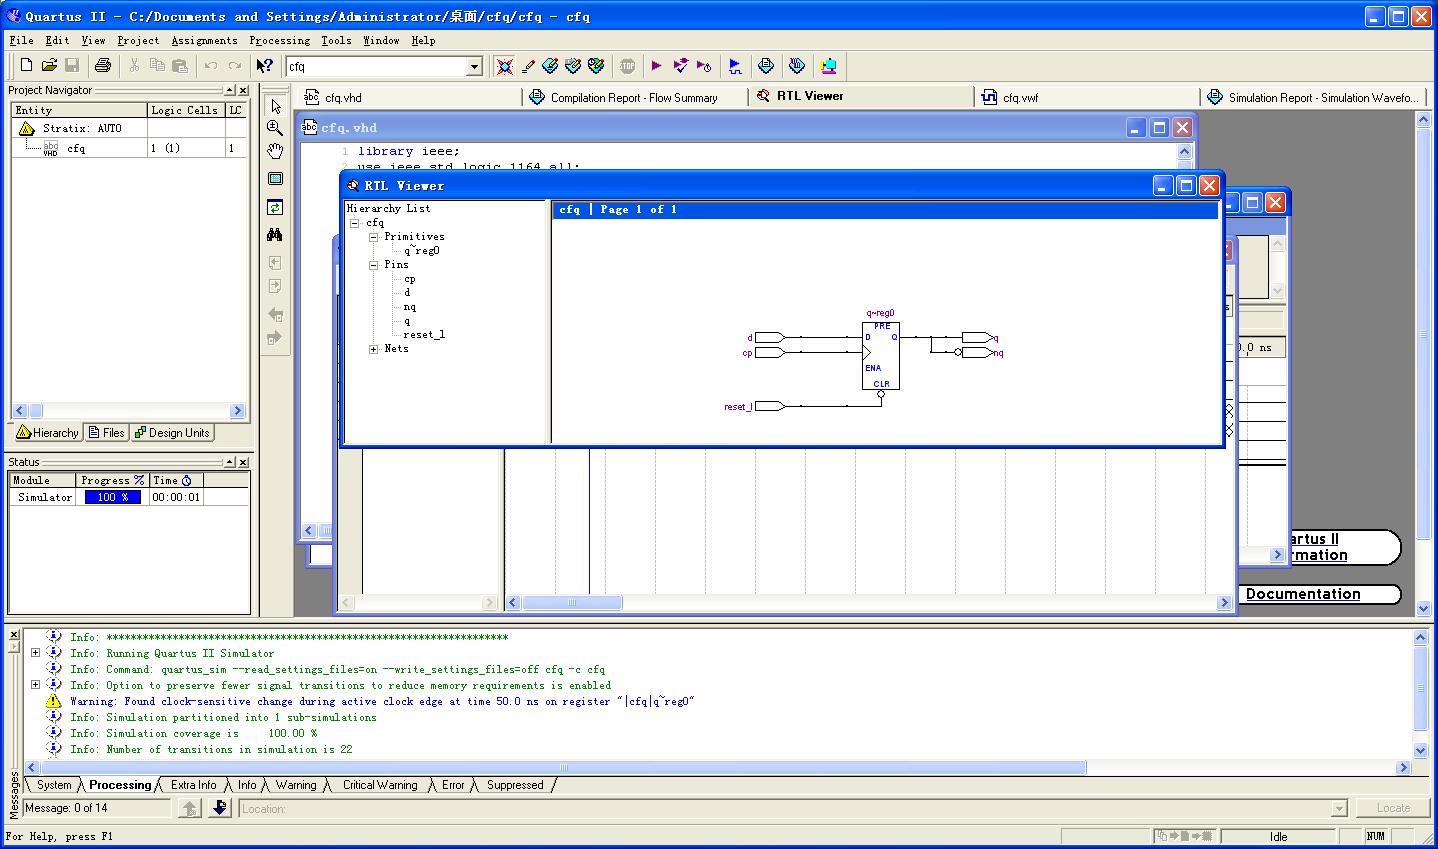 Quartus II - C:/Documents and Settings/Administrator/桌面/cfq/cfq - cfq
File Edit View Project Assignments Processing Tools Window Help
cfq
STOP
Project Navigator
Entity Logic Cells LC
Stratix: AUTO
abc VHD cfq 1 (1) 1
Hierarchy Files Design Units
Status
Module Progress % Time
Simulator 100 % 00:00:01
abc cfq.vhd
Compilation Report - Flow Summary
RTL Viewer
cfq.vwf
Simulation Report - Simulation Wavefo...
abc cfq.vhd
1 library ieee;
2 use ieee.std_logic_1164.all;
RTL Viewer
Hierarchy List
cfq
Primitives
q~reg0
Pins
cp
d
nq
q
reset_l
Nets
cfq | Page 1 of 1
q~reg0
PRE
d D Q q
cp nq
ENA
CLR
reset_l
.0 ns
artus II
rmation
Documentation
Info: *******************************************************************
Info: Running Quartus II Simulator
Info: Command: quartus_sim --read_settings_files=on --write_settings_files=off cfq -c cfq
Info: Option to preserve fewer signal transitions to reduce memory requirements is enabled
Warning: Found clock-sensitive change during active clock edge at time 50.0 ns on register "|cfq|q~reg0"
Info: Simulation partitioned into 1 sub-simulations
Info: Simulation coverage is 100.00 %
Info: Number of transitions in simulation is 22
System Processing Extra Info Info Warning Critical Warning Error Suppressed
Messages
Message: 0 of 14 Location: Locate
For Help, press F1 Idle NUM